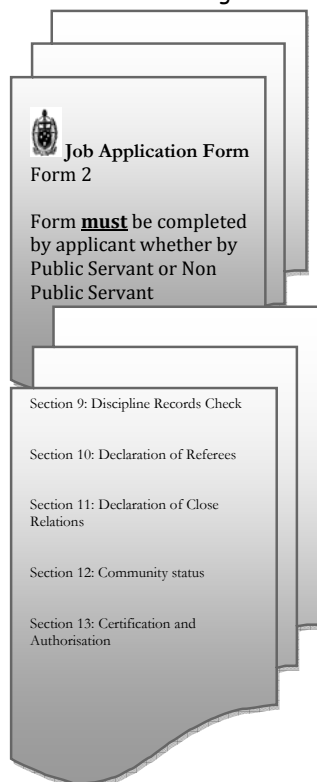 Job Application Form
Form 2
Form must be completed
by applicant whether by
Public Servant or Non
Public Servant
Section 9: Discipline Records Check
Section 10: Declaration of Referees
Section 11: Declaration of Close
Relations
Section 12: Community status
Section 13: Certification and
Authorisation